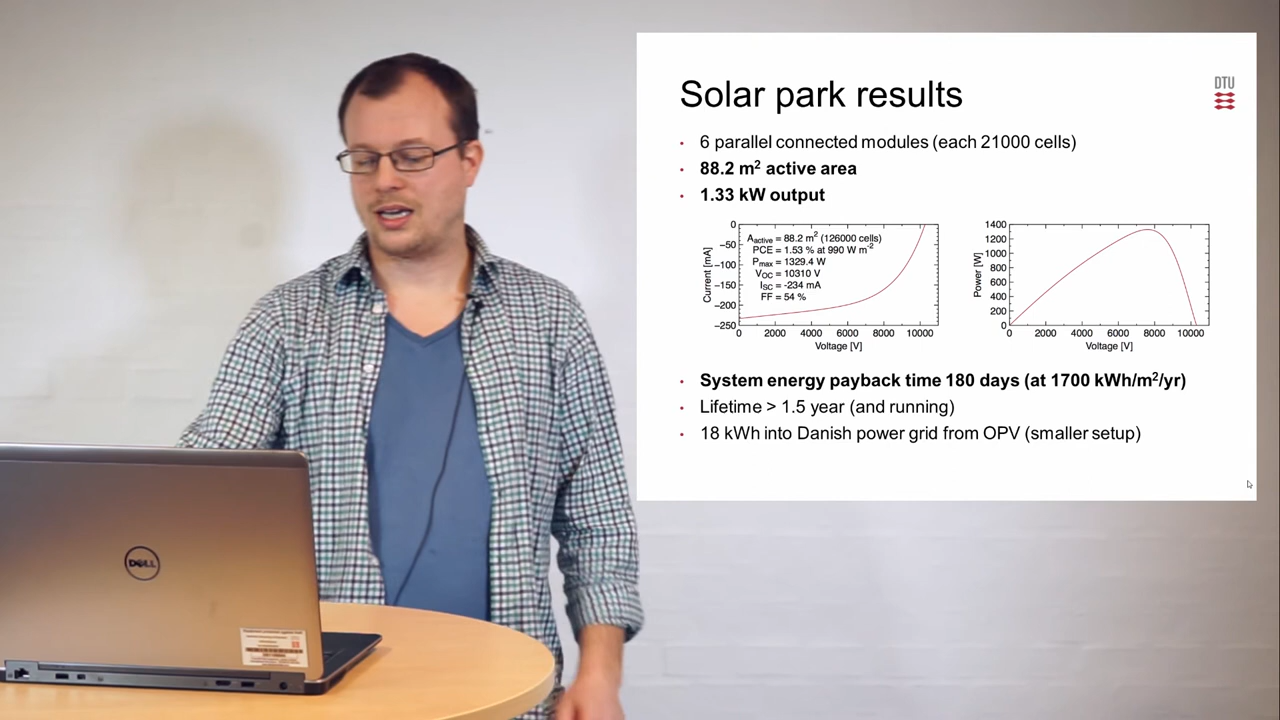 Solar park results
DTU
• 6 parallel connected modules (each 21000 cells)
• 88.2 m² active area
• 1.33 kW output
0
−50
−100
−150
−200
−250
Current [mA]
A_active = 88.2 m² (126000 cells)
PCE = 1.53 % at 990 W m⁻²
P_max = 1329.4 W
V_OC = 10310 V
I_SC = -234 mA
FF = 54 %
0 2000 4000 6000 8000 10000
Voltage [V]
1400
1200
1000
800
600
400
200
0
Power [W]
0 2000 4000 6000 8000 10000
Voltage [V]
• System energy payback time 180 days (at 1700 kWh/m²/yr)
• Lifetime > 1.5 year (and running)
• 18 kWh into Danish power grid from OPV (smaller setup)
DELL